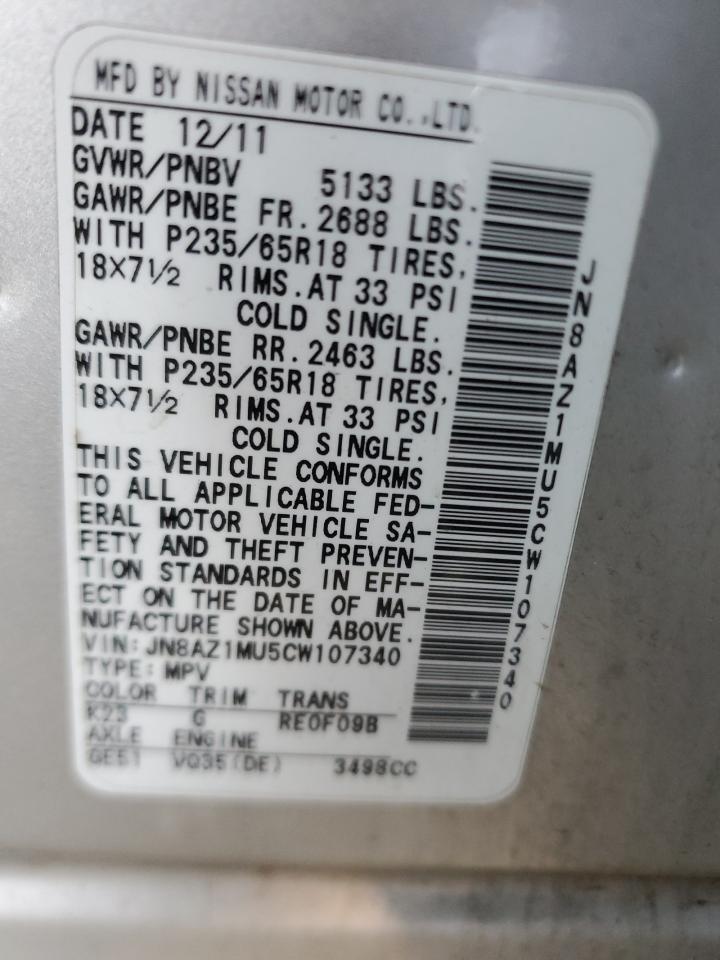 MFD BY NISSAN MOTOR CO.,LTD.
DATE 12/11
GVWR/PNBV 5133 LBS.
GAWR/PNBE FR.2688 LBS.
WITH P235/65R18 TIRES,
18X7½ RIMS.AT 33 PSI
COLD SINGLE.
GAWR/PNBE RR.2463 LBS.
WITH P235/65R18 TIRES,
18X7½ RIMS.AT 33 PSI
COLD SINGLE.
THIS VEHICLE CONFORMS
TO ALL APPLICABLE FED-
ERAL MOTOR VEHICLE SA-
FETY AND THEFT PREVEN-
TION STANDARDS IN EFF-
ECT ON THE DATE OF MA-
NUFACTURE SHOWN ABOVE.
VIN: JN8AZ1MU5CW107340
TYPE: MPV
COLOR TRIM TRANS
K23 G RE0F09B
AXLE ENGINE
GE51 VQ35(DE) 3498CC
JN8AZ1MU5CW107340